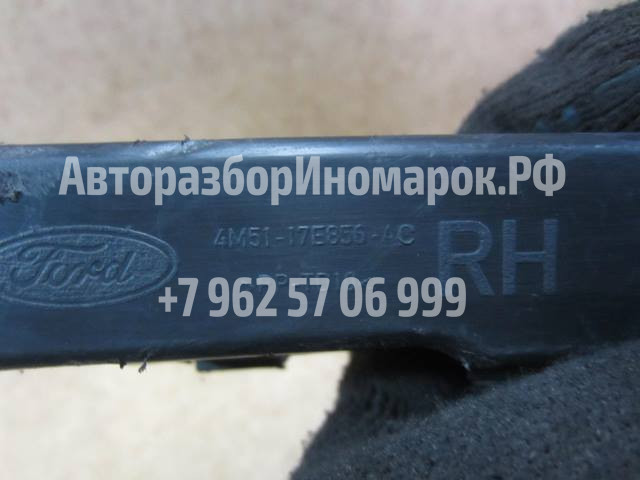 АвторазборИномарок.РФ
4M51-17E856-AC
Ford
RH
+7 962 57 06 999